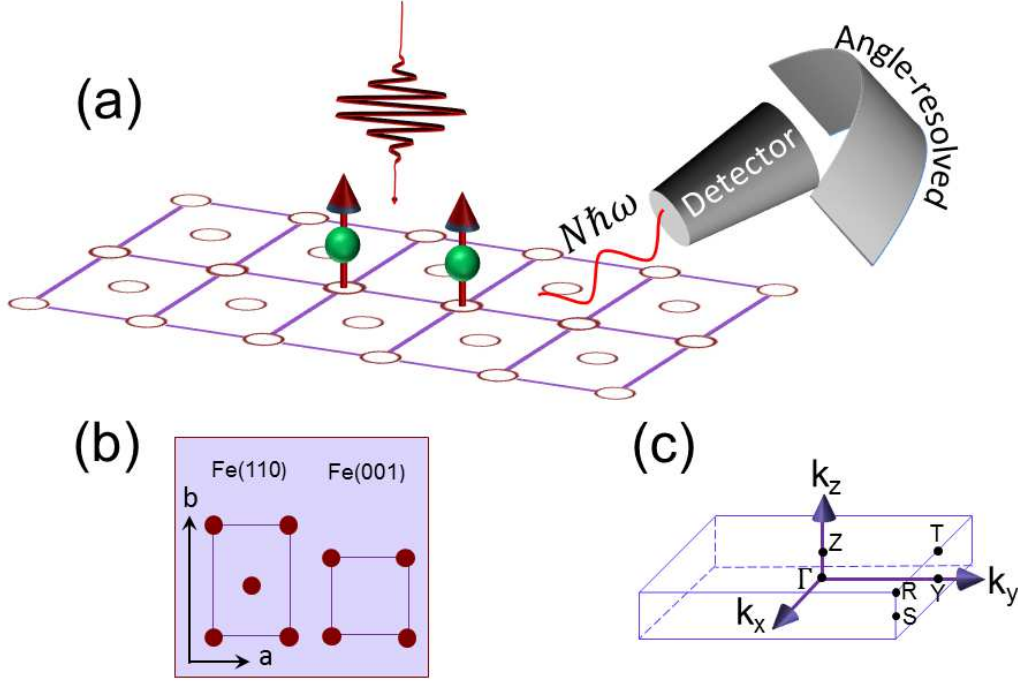 (a)
Angle-resolved
Detector
Nħω
(b)
Fe(110)
Fe(001)
b
a
(c)
k_z
Z
T
Γ
k_y
R
Y
k_x
S